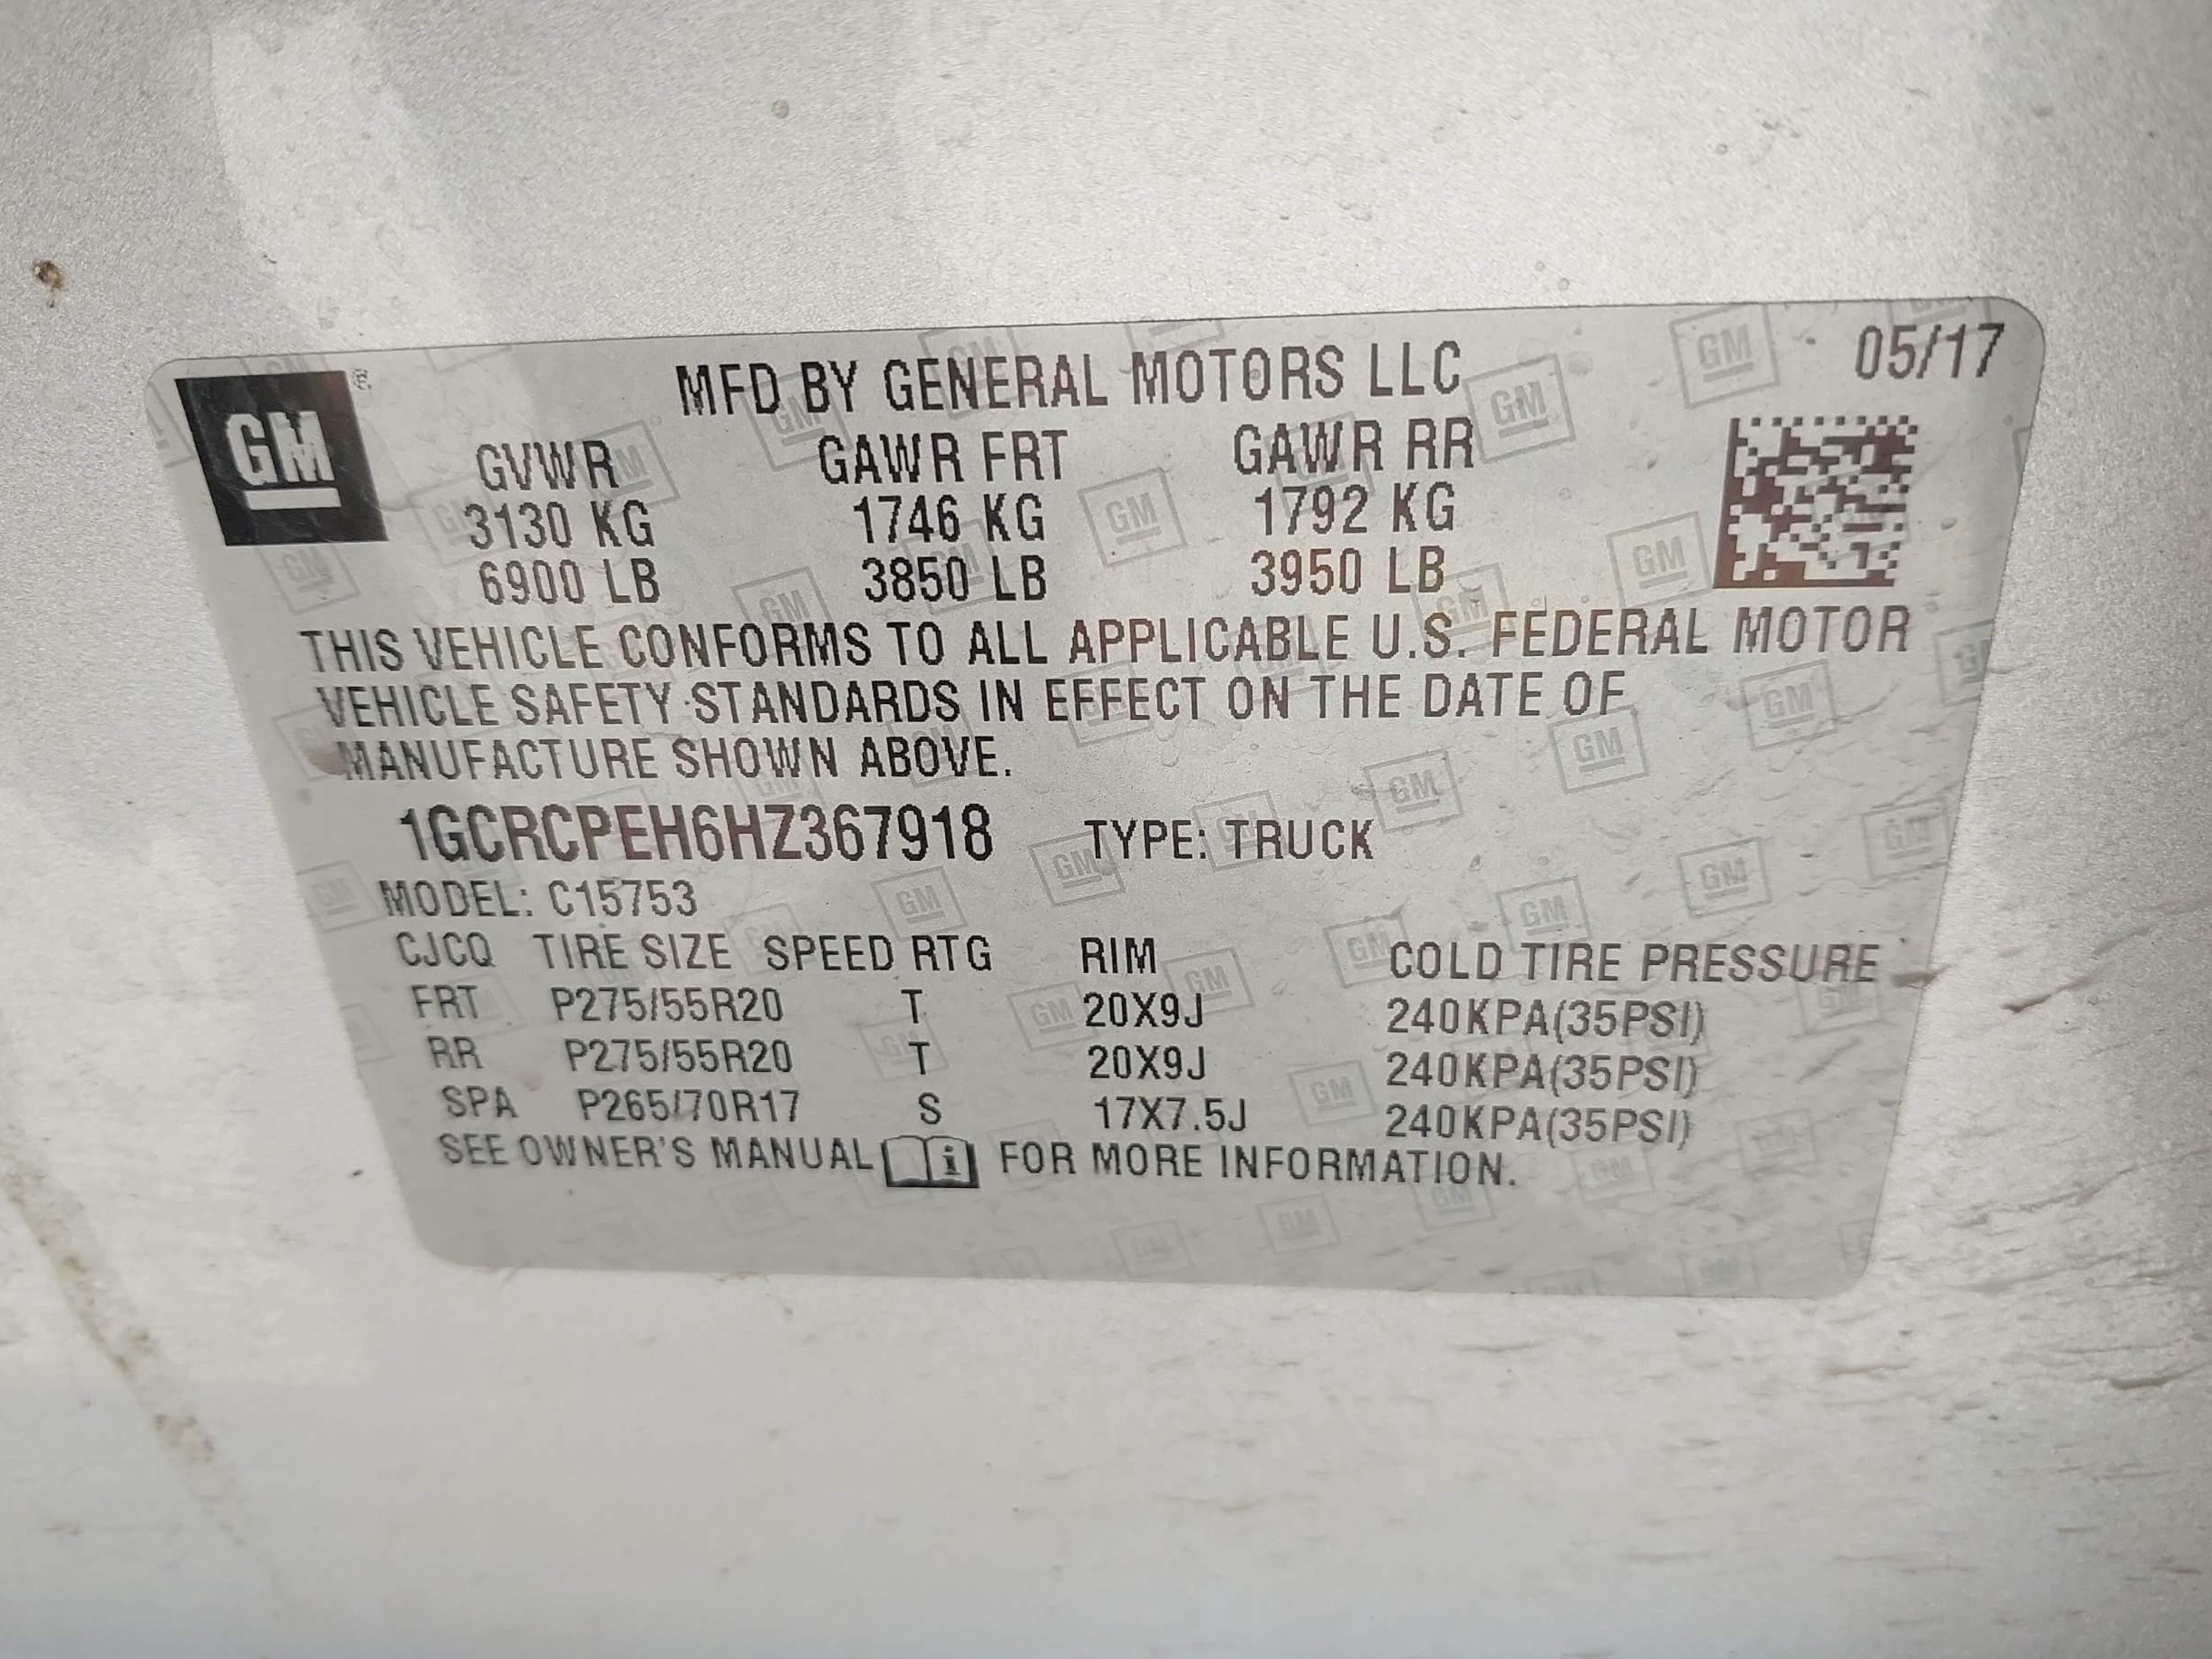 GM ®
MFD BY GENERAL MOTORS LLC 05/17
GVWR GAWR FRT GAWR RR
3130 KG 1746 KG 1792 KG
6900 LB 3850 LB 3950 LB
THIS VEHICLE CONFORMS TO ALL APPLICABLE U.S. FEDERAL MOTOR
VEHICLE SAFETY STANDARDS IN EFFECT ON THE DATE OF
MANUFACTURE SHOWN ABOVE.
1GCRCPEH6HZ367918 TYPE: TRUCK
MODEL: C15753
CJCQ TIRE SIZE SPEED RTG RIM COLD TIRE PRESSURE
FRT P275/55R20 T 20X9J 240KPA(35PSI)
RR P275/55R20 T 20X9J 240KPA(35PSI)
SPA P265/70R17 S 17X7.5J 240KPA(35PSI)
SEE OWNER'S MANUAL i FOR MORE INFORMATION.